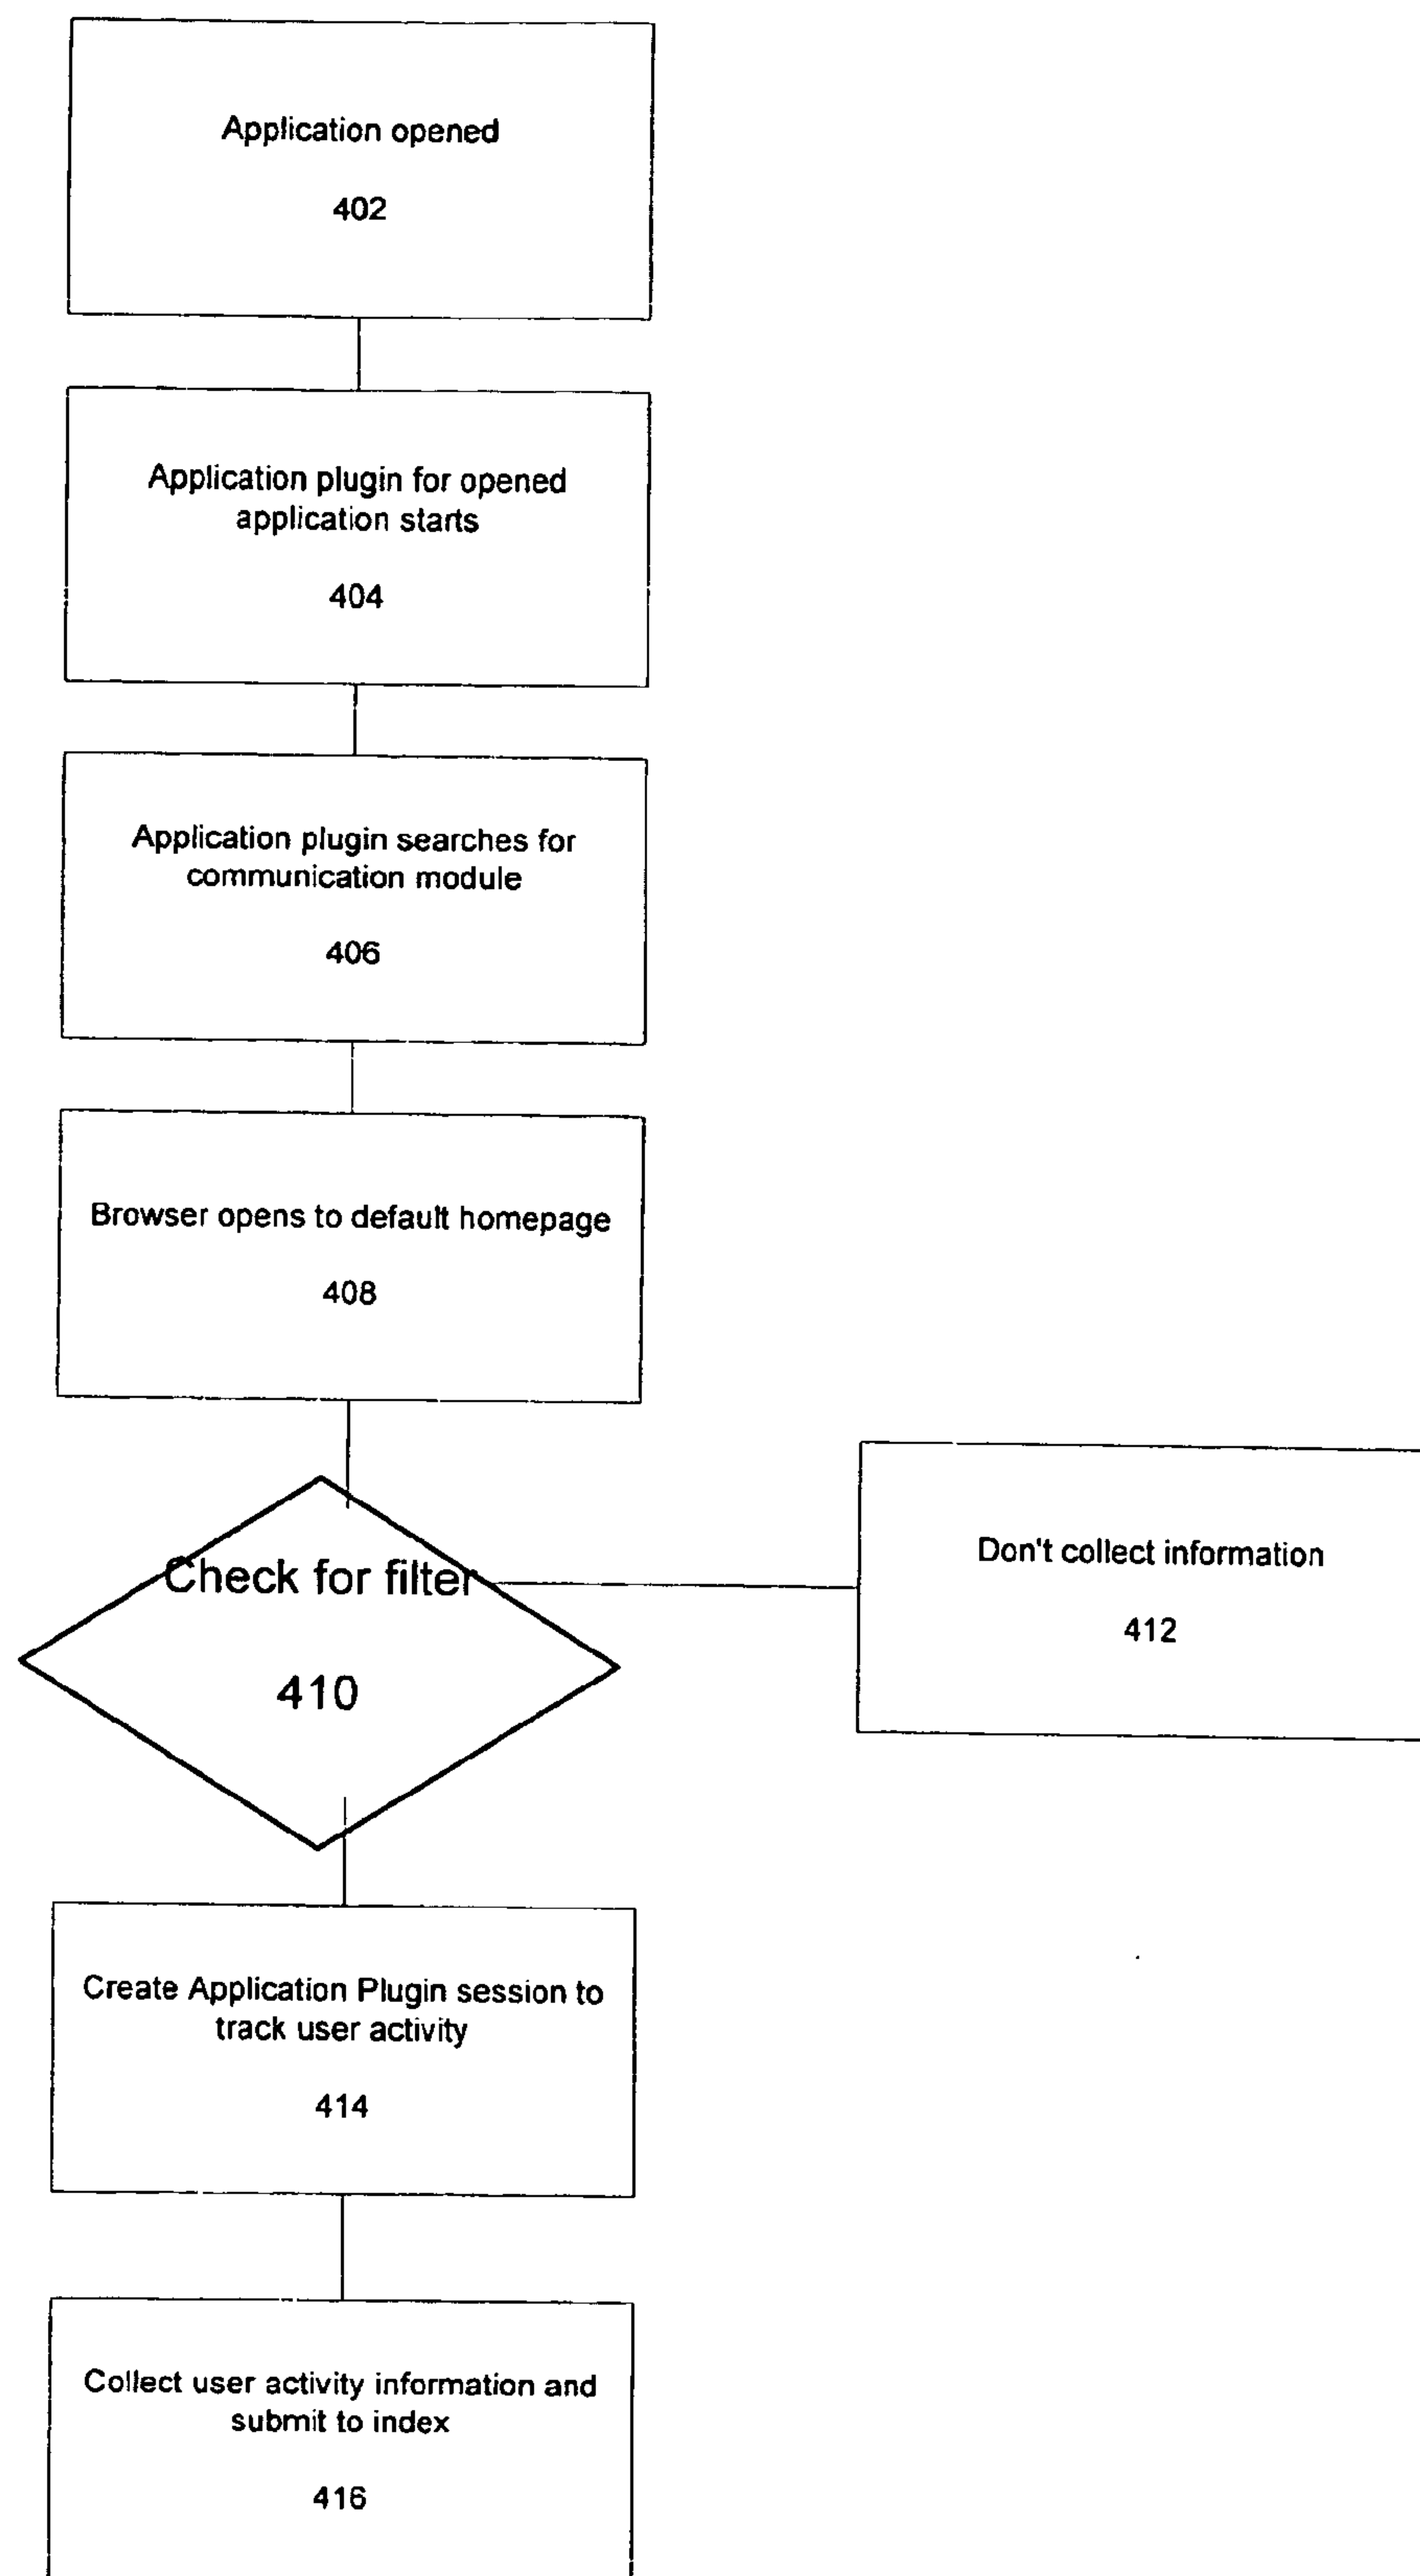 Application opened
402
Application plugin for opened
application starts
404
Application plugin searches for
communication module
406
Browser opens to default homepage
408
Check for filter
410
Don't collect information
412
Create Application Plugin session to
track user activity
414
Collect user activity information and
submit to index
416